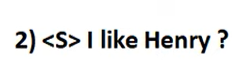 2) <S> I like Henry ?